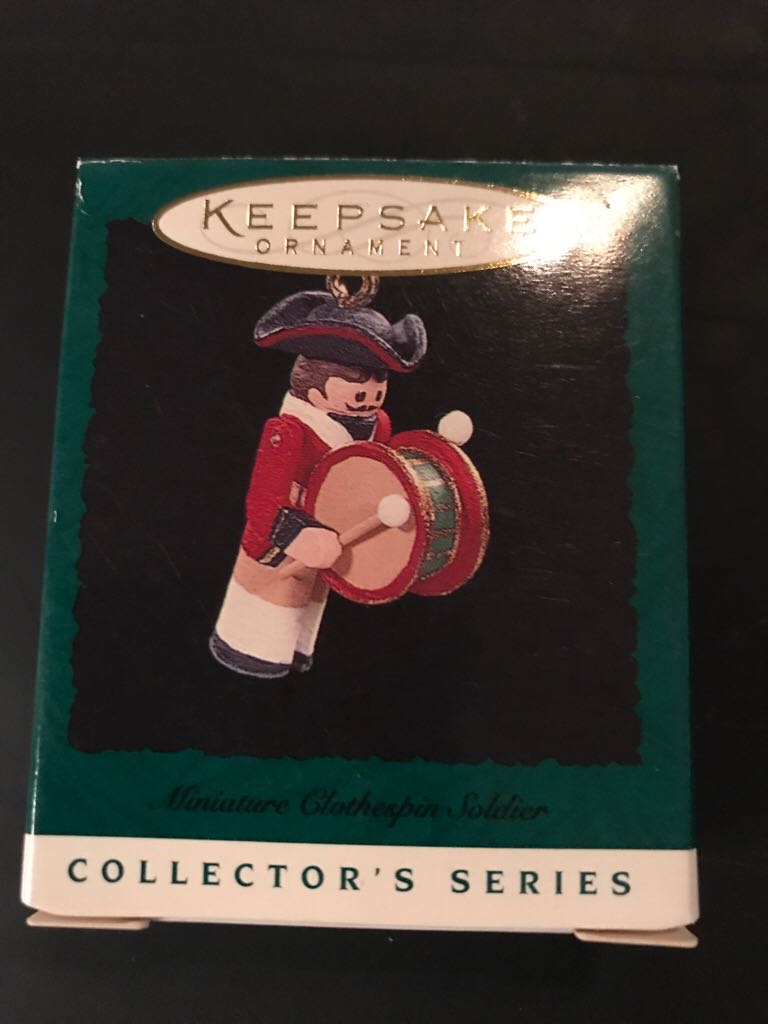 KEEPSAKE
ORNAMENT
Miniature Clothespin Soldier
COLLECTOR'S SERIES